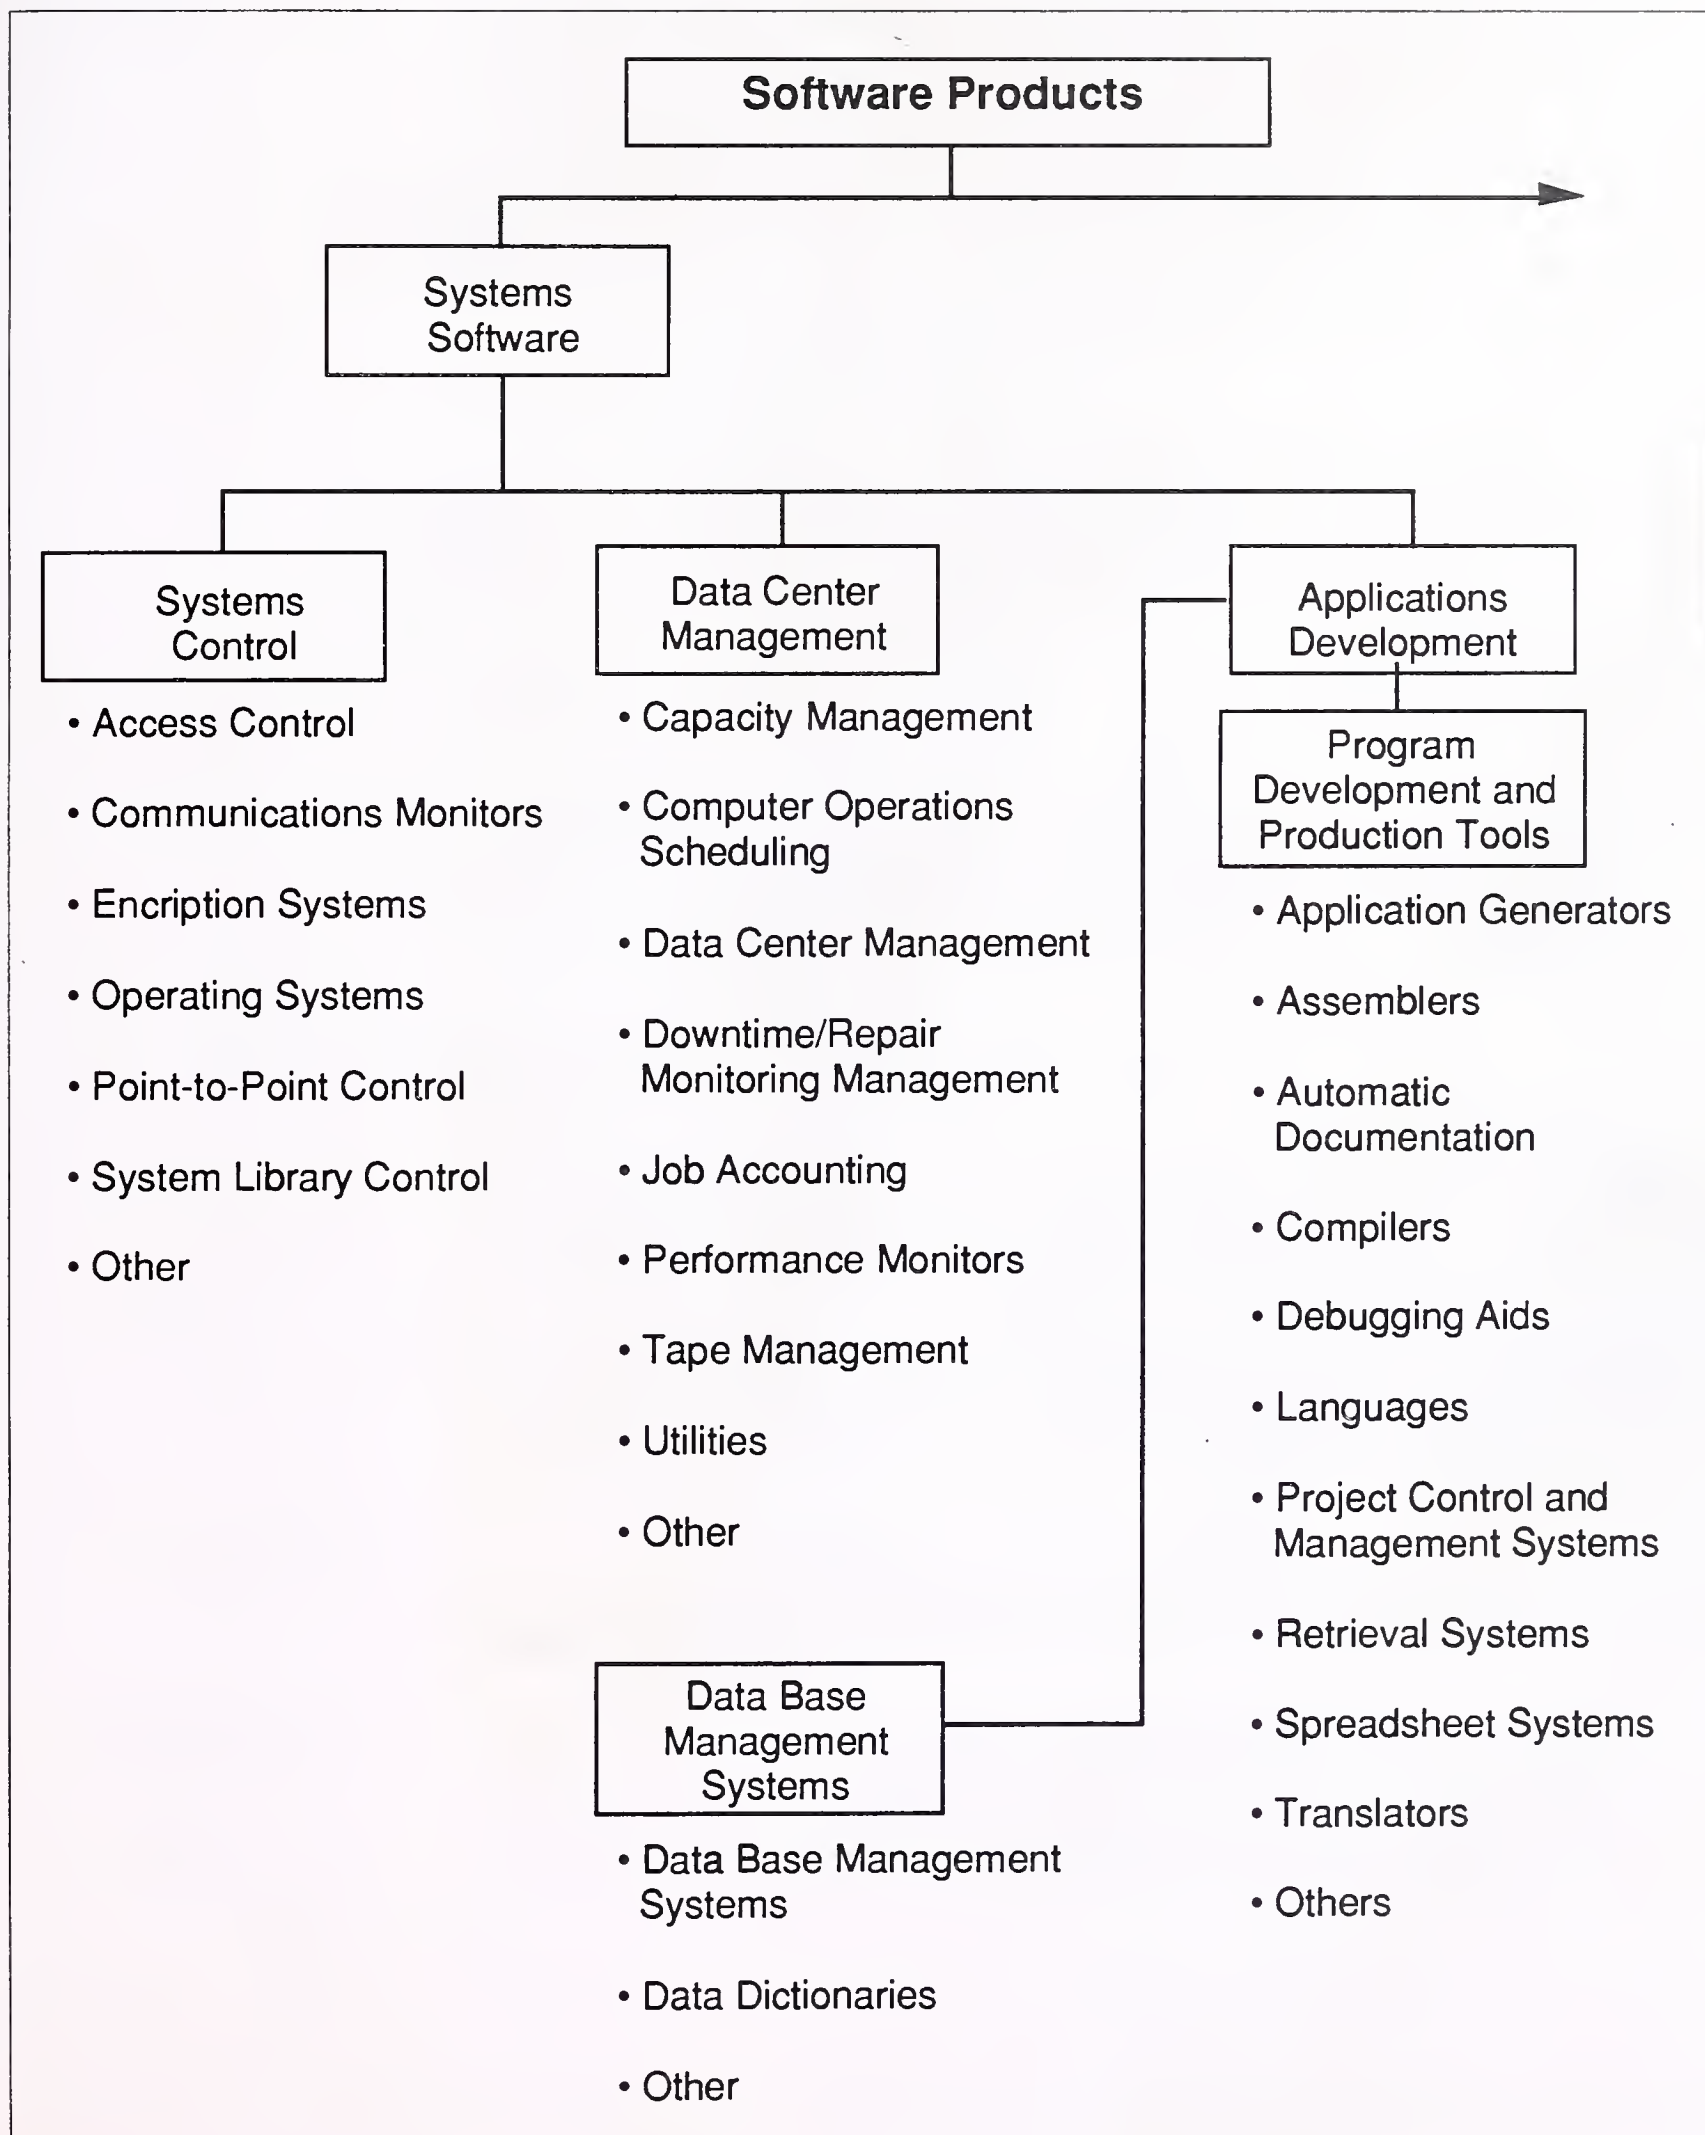 Software Products
Systems
Software
Systems
Control
• Access Control
• Communications Monitors
• Encription Systems
• Operating Systems
• Point-to-Point Control
• System Library Control
• Other
Data Center
Management
• Capacity Management
• Computer Operations
Scheduling
• Data Center Management
• Downtime/Repair
Monitoring Management
• Job Accounting
• Performance Monitors
• Tape Management
• Utilities
• Other
Data Base
Management
Systems
• Data Base Management
Systems
• Data Dictionaries
• Other
Applications
Development
Program
Development and
Production Tools
• Application Generators
• Assemblers
• Automatic
Documentation
• Compilers
• Debugging Aids
• Languages
• Project Control and
Management Systems
• Retrieval Systems
• Spreadsheet Systems
• Translators
• Others